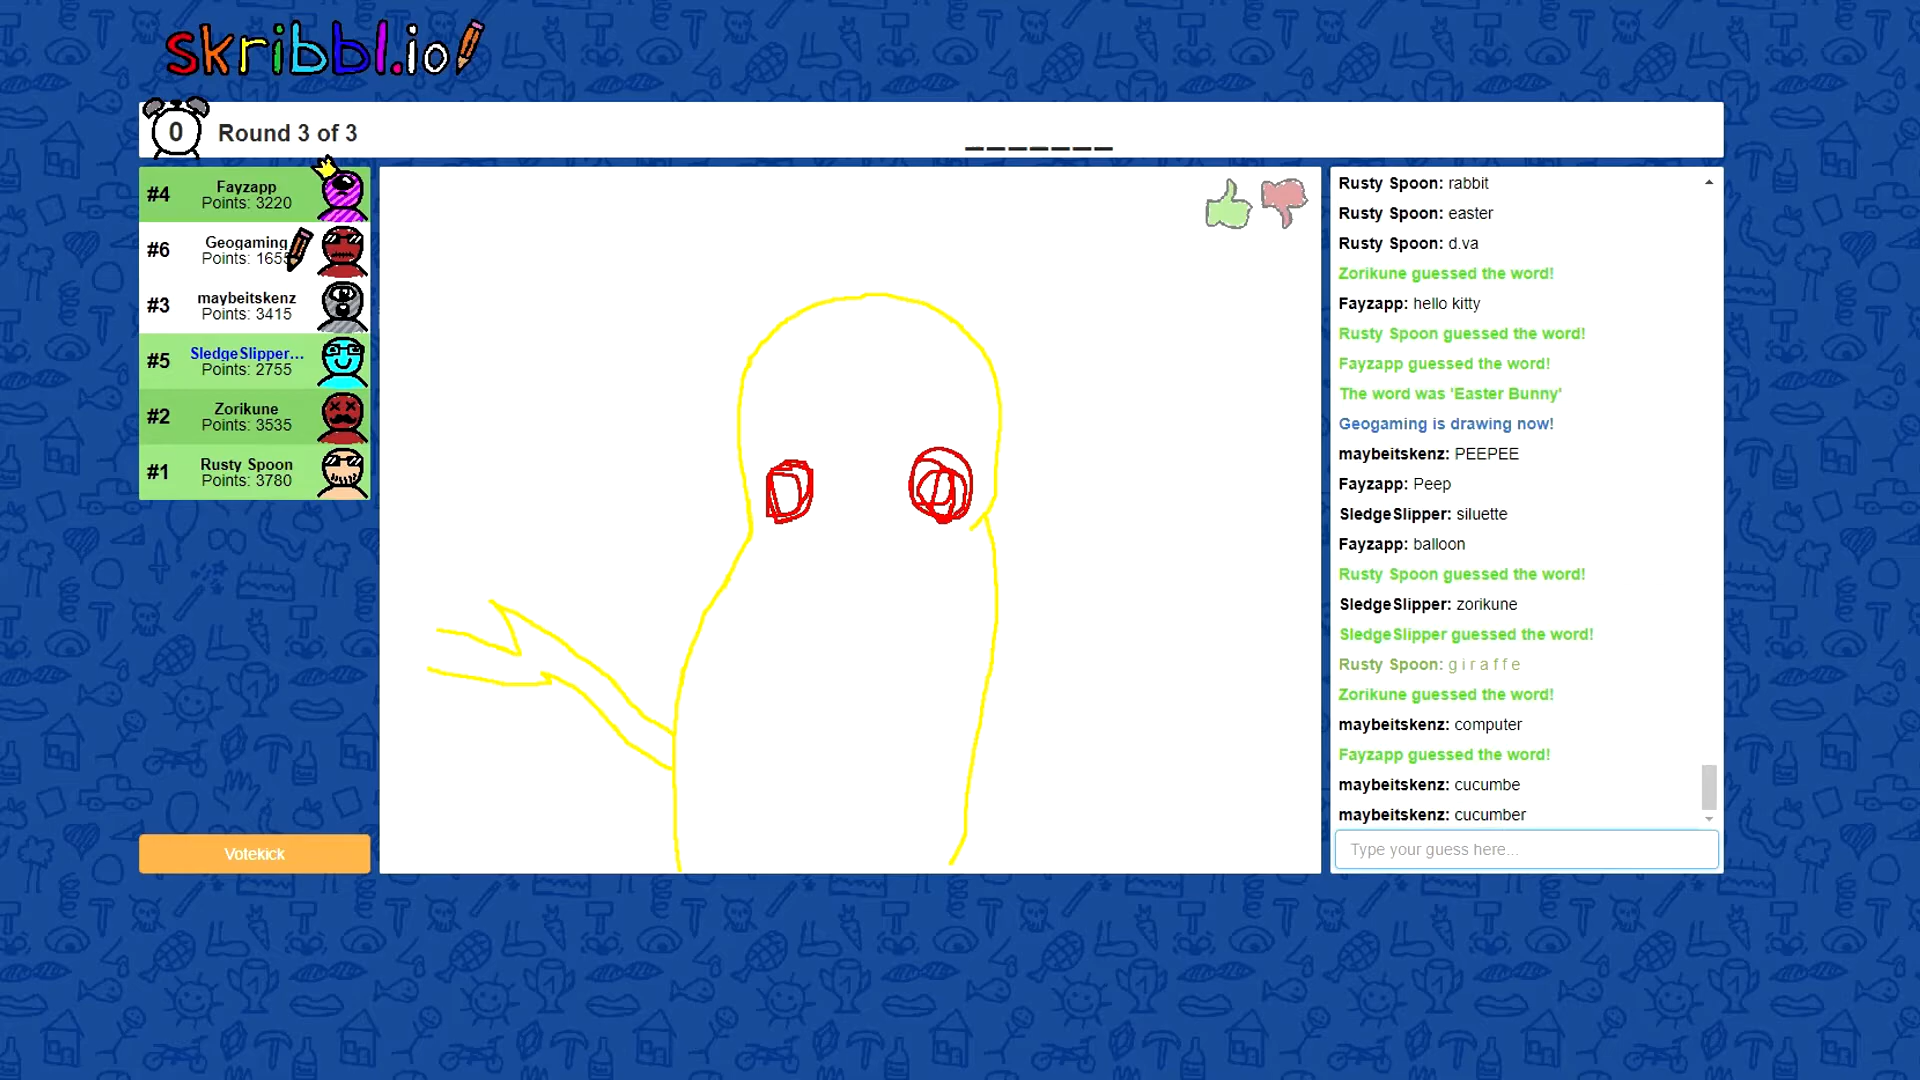 skribbl.io
0
Round 3 of 3
_______
#4
Fayzapp
Points: 3220
#6
Geogaming
Points: 1655
#3
maybeitskenz
Points: 3415
#5
SledgeSlipper...
Points: 2755
#2
Zorikune
Points: 3535
#1
Rusty Spoon
Points: 3780
Votekick
Rusty Spoon: rabbit
Rusty Spoon: easter
Rusty Spoon: d.va
Zorikune guessed the word!
Fayzapp: hello kitty
Rusty Spoon guessed the word!
Fayzapp guessed the word!
The word was 'Easter Bunny'
Geogaming is drawing now!
maybeitskenz: PEEPEE
Fayzapp: Peep
SledgeSlipper: siluette
Fayzapp: balloon
Rusty Spoon guessed the word!
SledgeSlipper: zorikune
SledgeSlipper guessed the word!
Rusty Spoon: g i r a f f e
Zorikune guessed the word!
maybeitskenz: computer
Fayzapp guessed the word!
maybeitskenz: cucumbe
maybeitskenz: cucumber
Type your guess here...